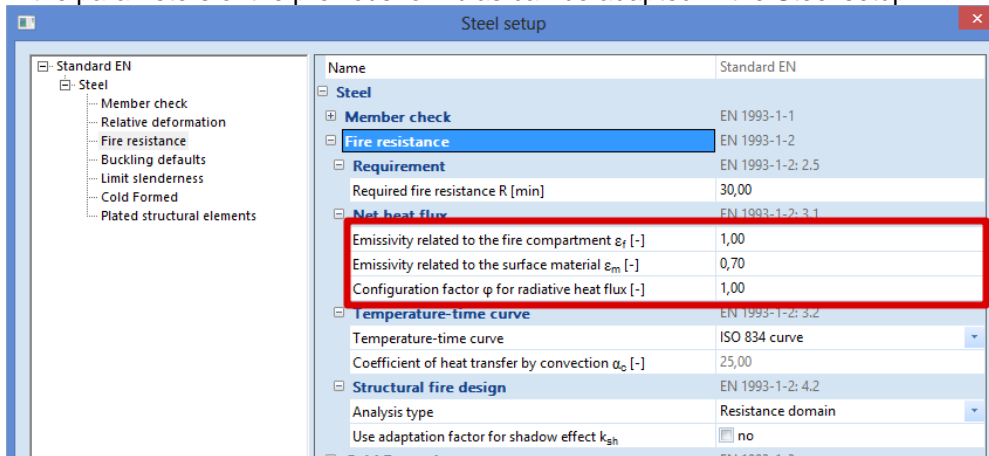 Steel setup
Standard EN
Steel
Member check
Relative deformation
Fire resistance
Buckling defaults
Limit slenderness
Cold Formed
Plated structural elements
Name Standard EN
Steel
Member check EN 1993-1-1
Fire resistance EN 1993-1-2
Requirement EN 1993-1-2: 2.5
Required fire resistance R [min] 30,00
Net heat flux EN 1993-1-2: 3.1
Emissivity related to the fire compartment εf [-] 1,00
Emissivity related to the surface material εm [-] 0,70
Configuration factor φ for radiative heat flux [-] 1,00
Temperature-time curve EN 1993-1-2: 3.2
Temperature-time curve ISO 834 curve
Coefficient of heat transfer by convection αc [-] 25,00
Structural fire design EN 1993-1-2: 4.2
Analysis type Resistance domain
Use adaptation factor for shadow effect ksh no